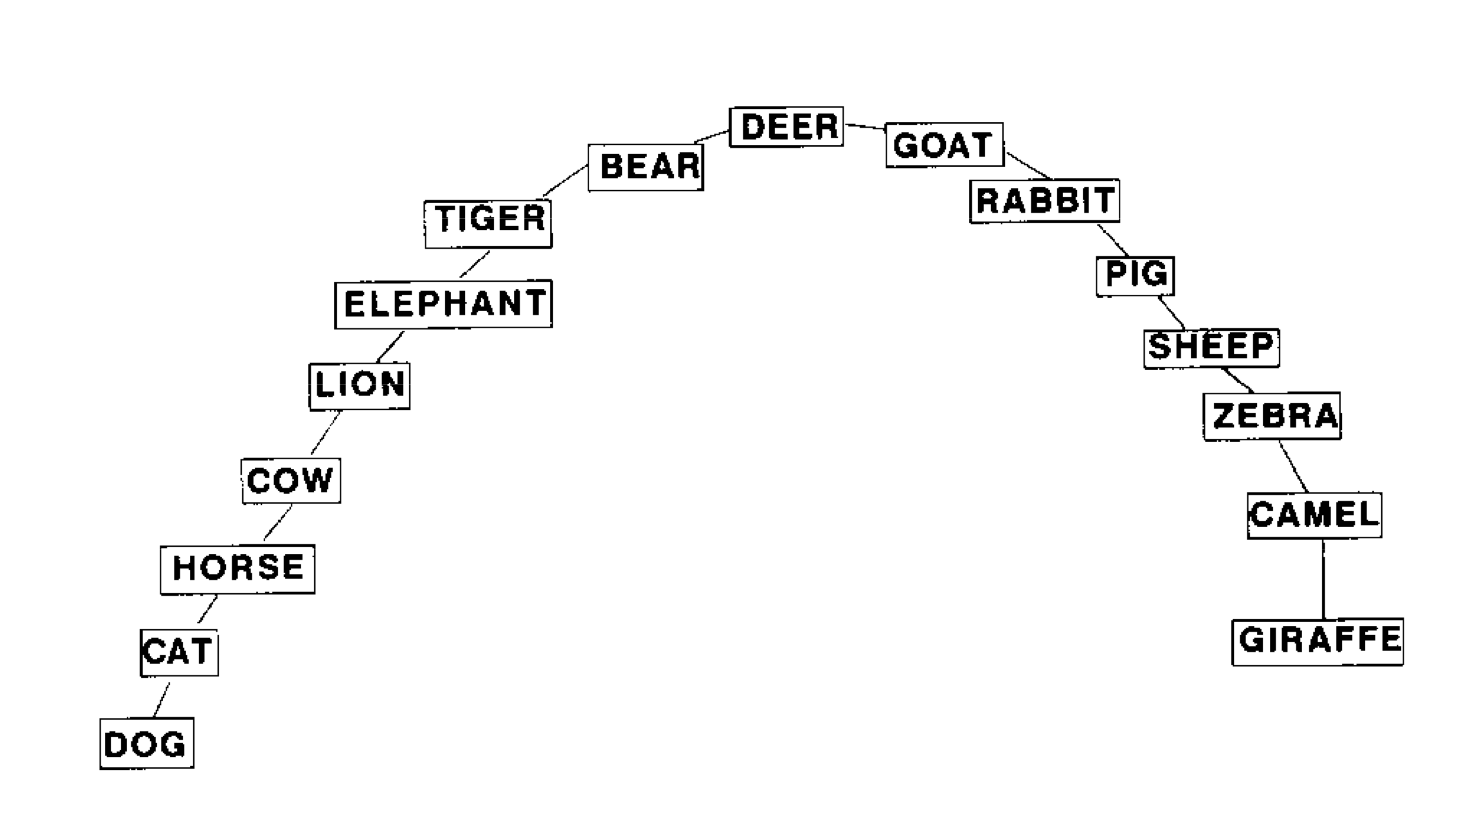 DEER
GOAT
BEAR
RABBIT
TIGER
PIG
ELEPHANT
SHEEP
LION
ZEBRA
COW
CAMEL
HORSE
GIRAFFE
CAT
DOG